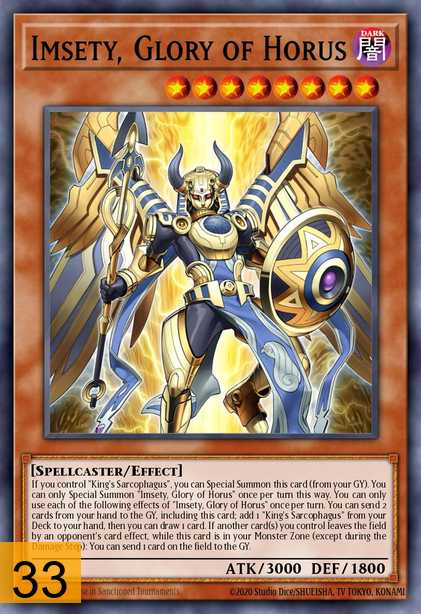 IMSETY, GLORY OF HORUS
DARK
闇
[SPELLCASTER/EFFECT]
If you control "King's Sarcophagus", you can Special Summon this card (from your GY). You
can only Special Summon "Imsety, Glory of Horus" once per turn this way. You can only
use each of the following effects of "Imsety, Glory of Horus" once per turn. You can send 2
cards from your hand to the GY, including this card; add 1 "King's Sarcophagus" from your
Deck to your hand, then you can draw 1 card. If another card(s) you control leaves the field
by an opponent's card effect, while this card is in your Monster Zone (except during the
Damage Step): You can send 1 card on the field to the GY.
ATK/3000 DEF/1800
33
Use in Sanctioned Tournaments
©2020 Studio Dice/SHUEISHA, TV TOKYO, KONAMI